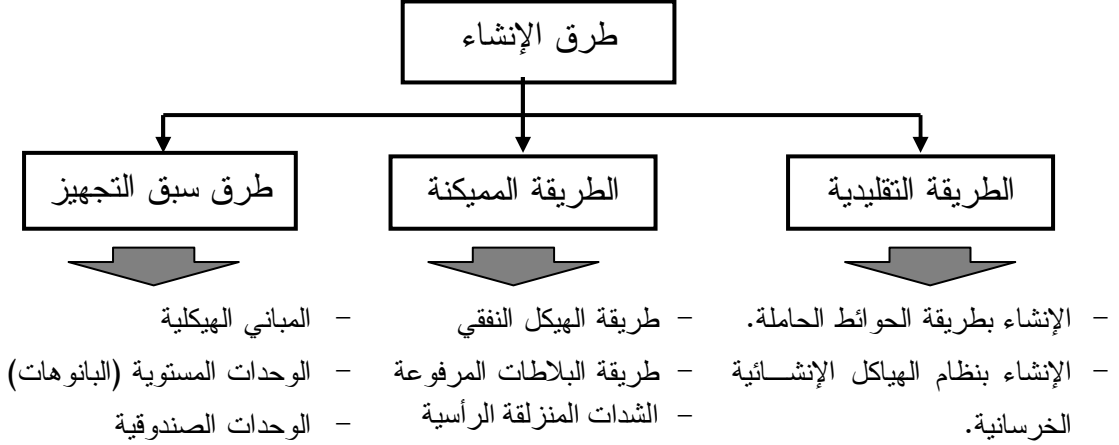 طرق الإنشاء
الطريقة التقليدية
الطريقة المميكنة
طرق سبق التجهيز
- الإنشاء بطريقة الحوائط الحاملة.
- الإنشاء بنظام الهياكل الإنشـــائية
الخرسانية.
- طريقة الهيكل النفقي
- طريقة البلاطات المرفوعة
- الشدات المنزلقة الرأسية
- المباني الهيكلية
- الوحدات المستوية (البانوهات)
- الوحدات الصندوقية